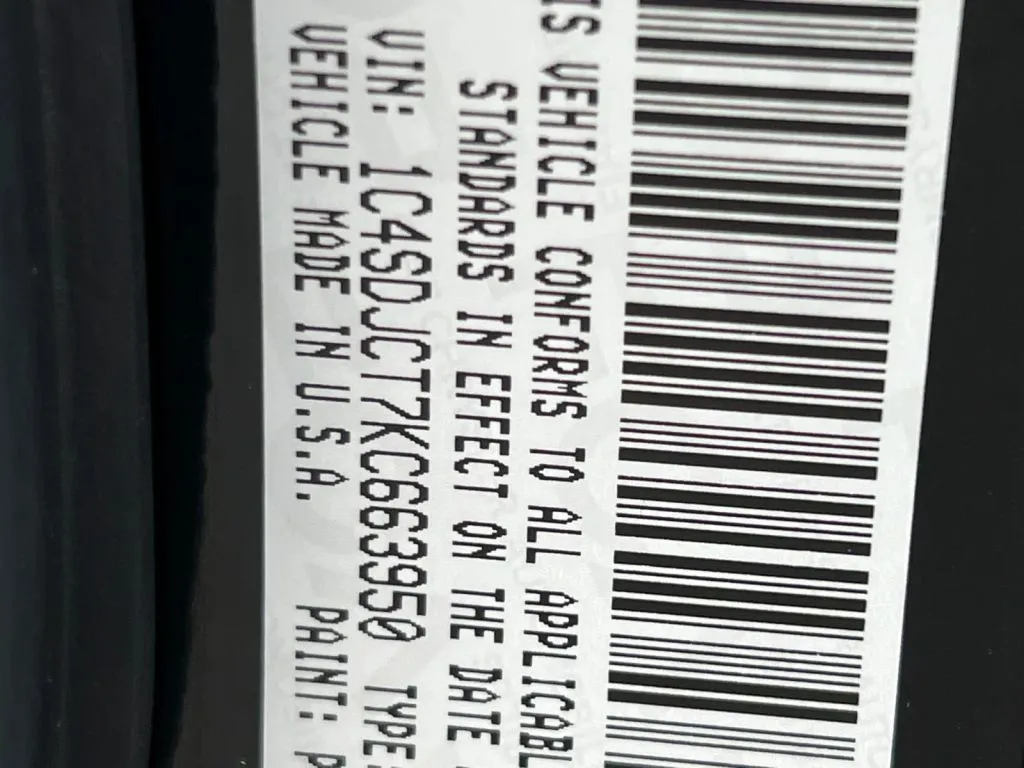 IS VEHICLE CONFORMS TO ALL APPLICABL
STANDARDS IN EFFECT ON THE DATE
VIN: 1C4SDJCT7KC663950 TYPE:
VEHICLE MADE IN U.S.A. PAINT: P